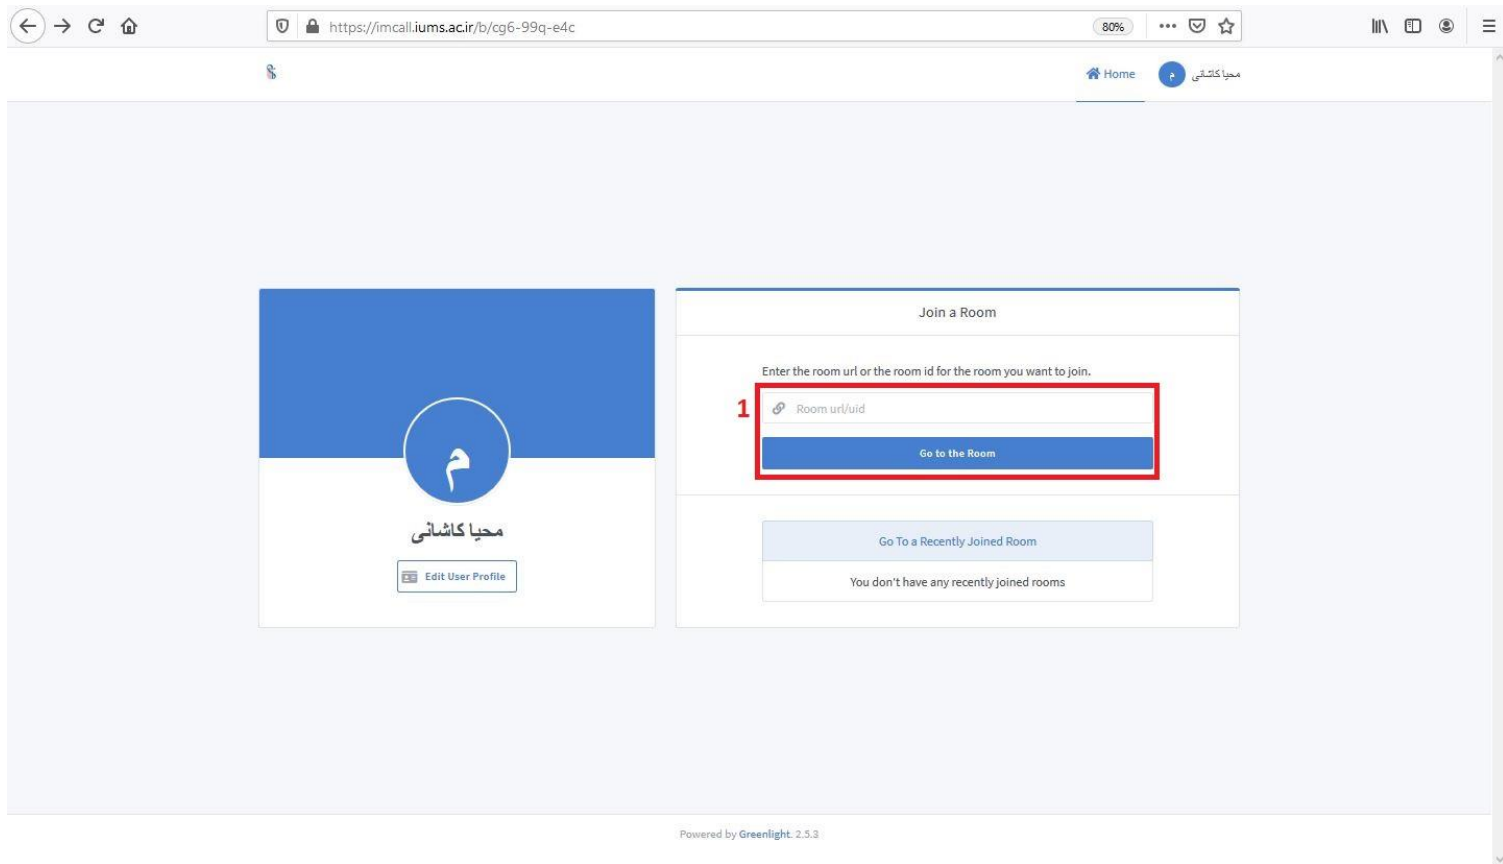 https://imcall.iums.ac.ir/b/cg6-99q-e4c
80%
Home
م
محیا کاشانی
Join a Room
Enter the room url or the room id for the room you want to join.
1
Room url/uid
Go to the Room
م
محیا کاشانی
Edit User Profile
Go To a Recently Joined Room
You don't have any recently joined rooms
Powered by Greenlight. 2.5.3